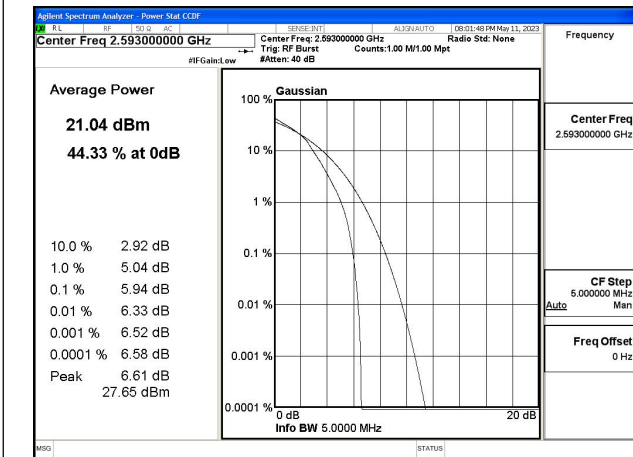 Agilent Spectrum Analyzer - Power Stat CCDF
LXI RL RF 50 Ω AC SENSE:INT ALIGN AUTO 08:01:48 PM May 11, 2023
Center Freq 2.593000000 GHz
Center Freq: 2.593000000 GHz Radio Std: None
Trig: RF Burst Counts:1.00 M/1.00 Mpt
#IFGain:Low #Atten: 40 dB
Frequency
Average Power
21.04 dBm
44.33 % at 0dB
10.0 % 2.92 dB
1.0 % 5.04 dB
0.1 % 5.94 dB
0.01 % 6.33 dB
0.001 % 6.52 dB
0.0001 % 6.58 dB
Peak 6.61 dB
27.65 dBm
Gaussian
100 %
10 %
1 %
0.1 %
0.01 %
0.001 %
0.0001 %
0 dB 20 dB
Info BW 5.0000 MHz
Center Freq
2.593000000 GHz
CF Step
5.000000 MHz
Auto Man
Freq Offset
0 Hz
MSG STATUS